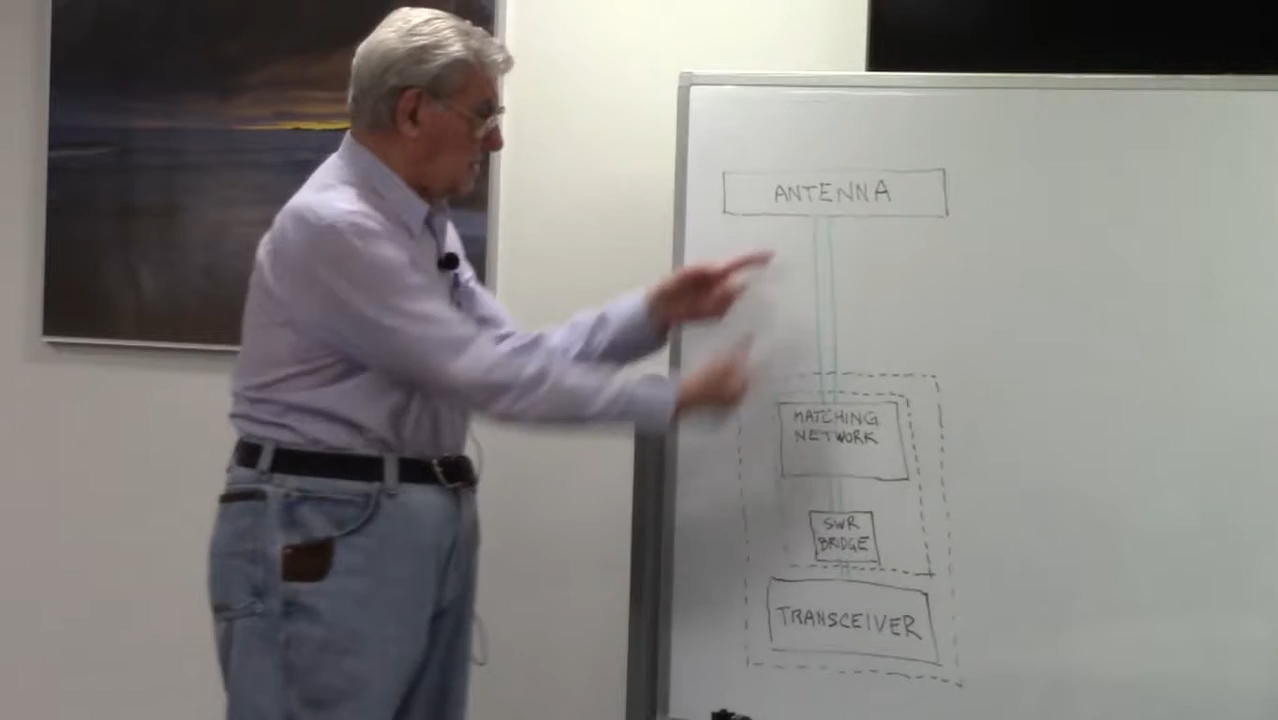 ANTENNA
MATCHING
NETWORK
SWR
BRIDGE
TRANSCEIVER